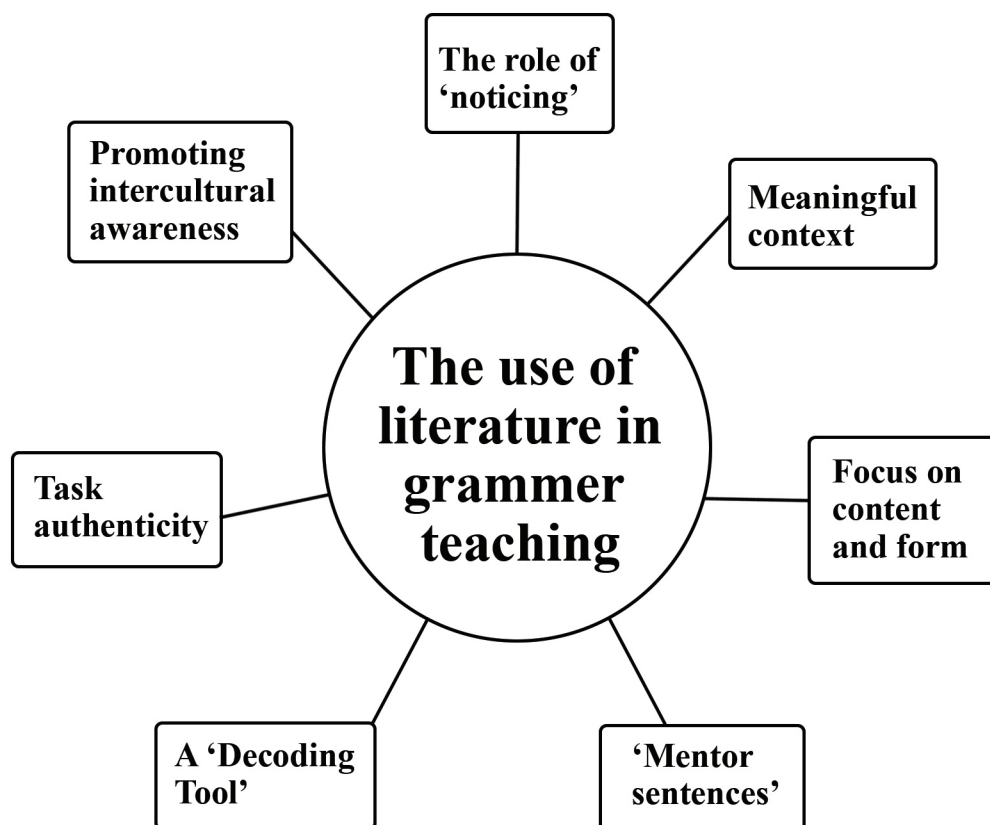 The role of
‘noticing’
Promoting
intercultural
awareness
Meaningful
context
The use of
literature in
grammer
teaching
Task
authenticity
Focus on
content
and form
A ‘Decoding
Tool’
‘Mentor
sentences’